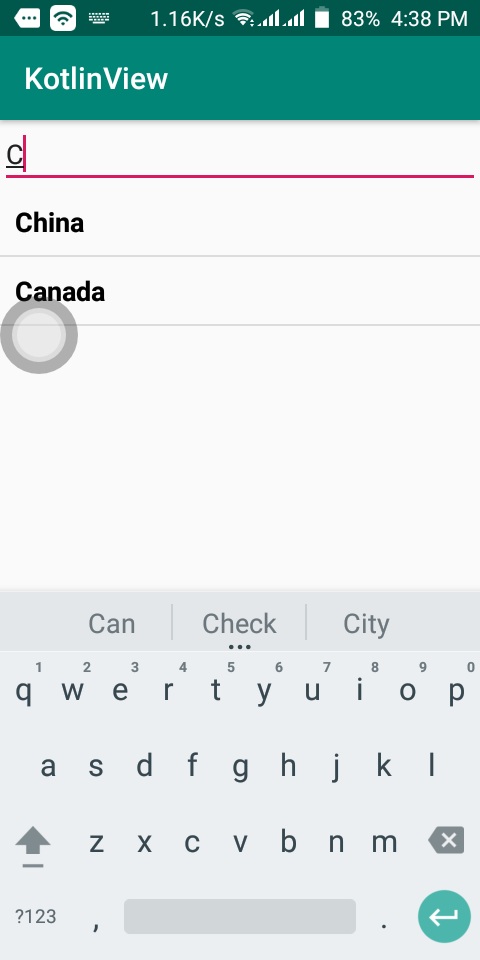 1.16K/s 83% 4:38 PM
KotlinView
C
China
Canada
Can Check City
1 2 3 4 5 6 7 8 9 0
q w e r t y u i o p
a s d f g h j k l
z x c v b n m
?123 , .